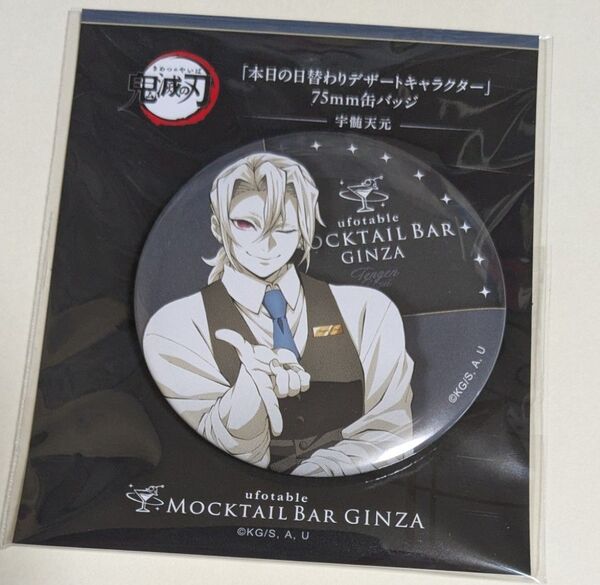 きめつのやいば
鬼滅の刃
「本日の日替わりデザートキャラクター」
75mm缶バッジ
宇髄天元
ufotable
OCKTAIL BAR
GINZA
Tengen
©KG/S, A, U
ufotable
MOCKTAIL BAR GINZA
©KG/S, A, U